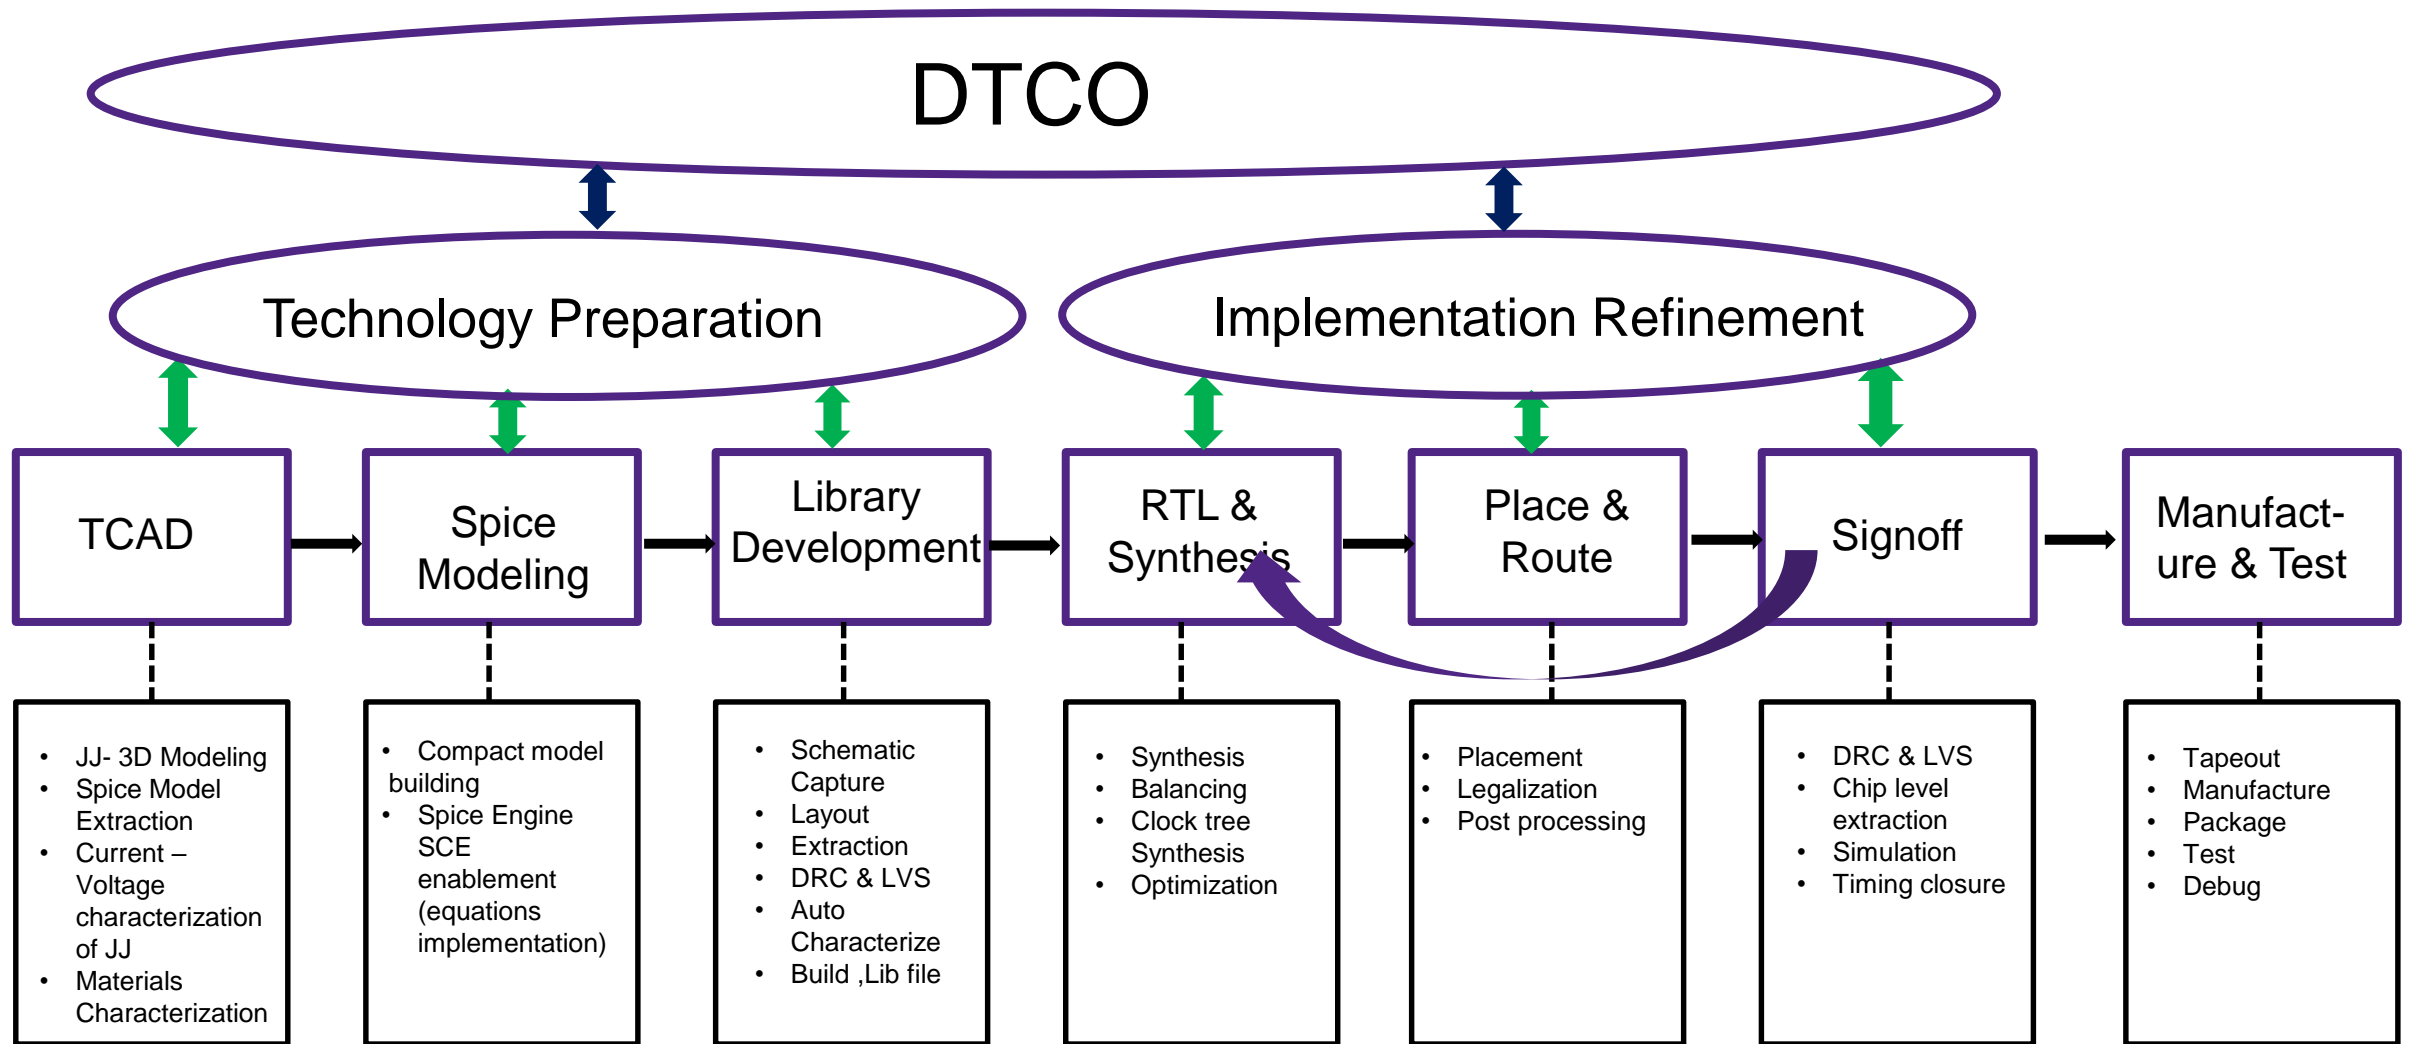 DTCO
Technology Preparation
Implementation Refinement
TCAD
Spice
Modeling
Library
Development
RTL &
Synthesis
Place &
Route
Signoff
Manufact-
ure & Test
• JJ- 3D Modeling
• Spice Model
Extraction
• Current –
Voltage
characterization
of JJ
• Materials
Characterization
• Compact model
building
• Spice Engine
SCE
enablement
(equations
implementation)
• Schematic
Capture
• Layout
• Extraction
• DRC & LVS
• Auto
Characterize
• Build ,Lib file
• Synthesis
• Balancing
• Clock tree
Synthesis
• Optimization
• Placement
• Legalization
• Post processing
• DRC & LVS
• Chip level
extraction
• Simulation
• Timing closure
• Tapeout
• Manufacture
• Package
• Test
• Debug